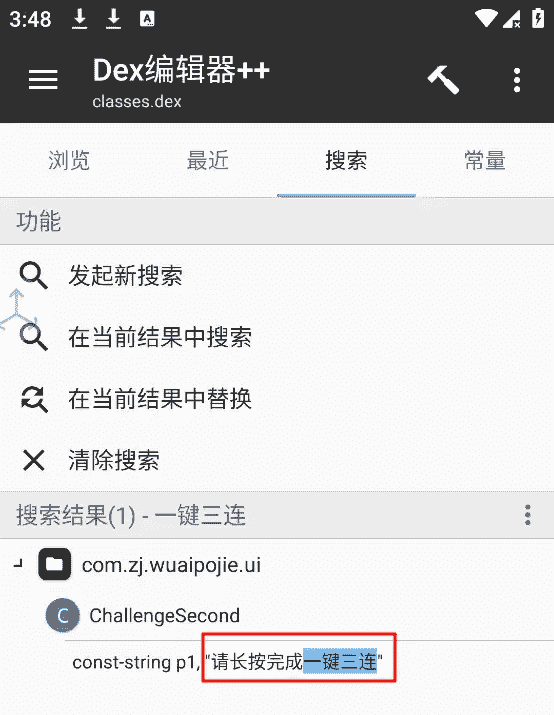 3:48 A
Dex编辑器++
classes.dex
浏览 最近 搜索 常量
功能
发起新搜索
在当前结果中搜索
在当前结果中替换
清除搜索
搜索结果(1) - 一键三连
com.zj.wuaipojie.ui
C ChallengeSecond
const-string p1, "请长按完成一键三连"